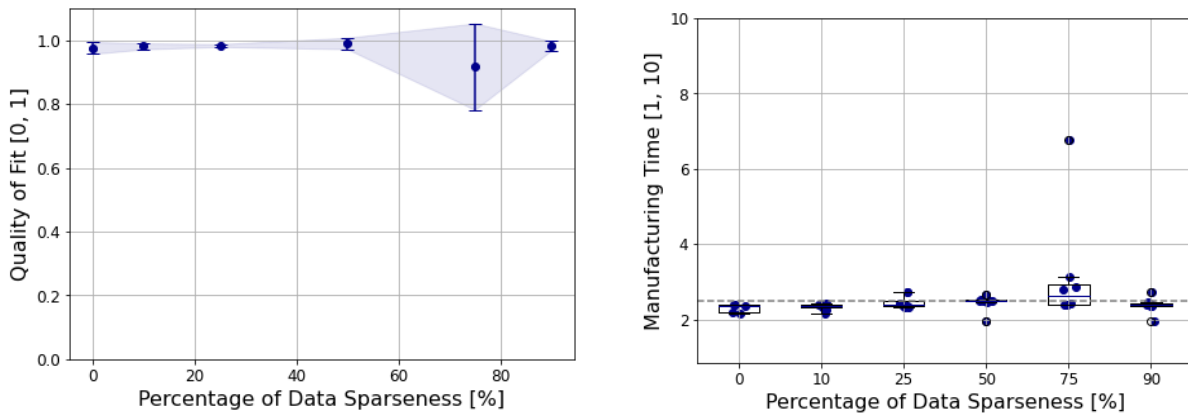 Quality of Fit [0, 1]
1.0
0.8
0.6
0.4
0.2
0.0
0 20 40 60 80
Percentage of Data Sparseness [%]
Manufacturing Time [1, 10]
10
8
6
4
2
0 10 25 50 75 90
Percentage of Data Sparseness [%]